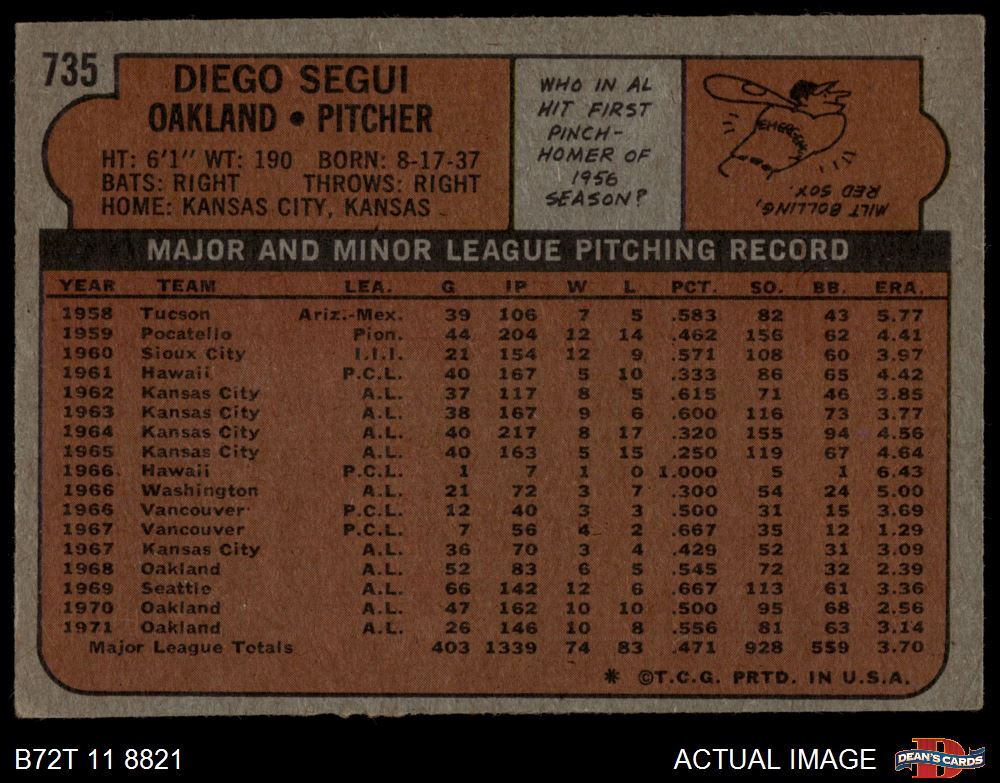 735
DIEGO SEGUI
OAKLAND • PITCHER
HT: 6'1" WT: 190 BORN: 8-17-37
BATS: RIGHT THROWS: RIGHT
HOME: KANSAS CITY, KANSAS
WHO IN AL
HIT FIRST
PINCH-
HOMER OF
1956
SEASON?
EMERGENCY
MILT BOLLING,
RED SOX.
MAJOR AND MINOR LEAGUE PITCHING RECORD
YEAR TEAM LEA. G IP W L PCT. SO. BB. ERA.
1958 Tucson Ariz.-Mex. 39 106 7 5 .583 82 43 5.77
1959 Pocatello Pion. 44 204 12 14 .462 156 62 4.41
1960 Sioux City I.I.I. 21 154 12 9 .571 108 60 3.97
1961 Hawaii P.C.L. 40 167 5 10 .333 86 65 4.42
1962 Kansas City A.L. 37 117 8 5 .615 71 46 3.85
1963 Kansas City A.L. 38 167 9 6 .600 116 73 3.77
1964 Kansas City A.L. 40 217 8 17 .320 155 94 4.56
1965 Kansas City A.L. 40 163 5 15 .250 119 67 4.64
1966 Hawaii P.C.L. 1 7 1 0 1.000 5 1 6.43
1966 Washington A.L. 21 72 3 7 .300 54 24 5.00
1966 Vancouver P.C.L. 12 40 3 3 .500 31 15 3.69
1967 Vancouver P.C.L. 7 56 4 2 .667 35 12 1.29
1967 Kansas City A.L. 36 70 3 4 .429 52 31 3.09
1968 Oakland A.L. 52 83 6 5 .545 72 32 2.39
1969 Seattle A.L. 66 142 12 6 .667 113 61 3.36
1970 Oakland A.L. 47 162 10 10 .500 95 68 2.56
1971 Oakland A.L. 26 146 10 8 .556 81 63 3.14
Major League Totals 403 1339 74 83 .471 928 559 3.70
* ©T.C.G. PRTD. IN U.S.A.
B72T 11 8821
ACTUAL IMAGE
D
DEAN'S CARDS